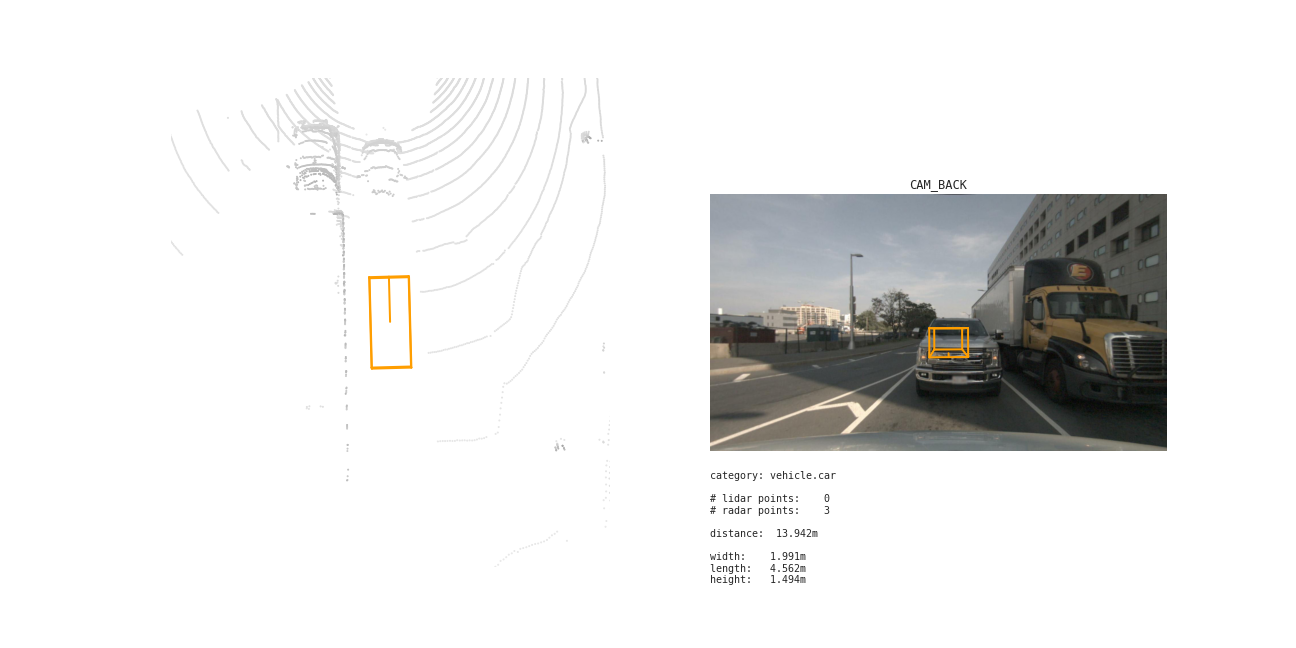 CAM_BACK
category: vehicle.car
# lidar points:    0
# radar points:    3
distance:  13.942m
width:    1.991m
length:   4.562m
height:   1.494m